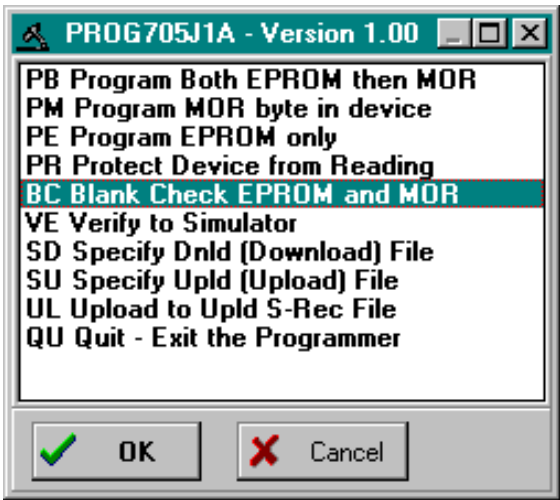 PROG705J1A - Version 1.00
PB Program Both EPROM then MOR
PM Program MOR byte in device
PE Program EPROM only
PR Protect Device from Reading
BC Blank Check EPROM and MOR
VE Verify to Simulator
SD Specify Dnld (Download) File
SU Specify Upld (Upload) File
UL Upload to Upld S-Rec File
QU Quit - Exit the Programmer
OK
Cancel